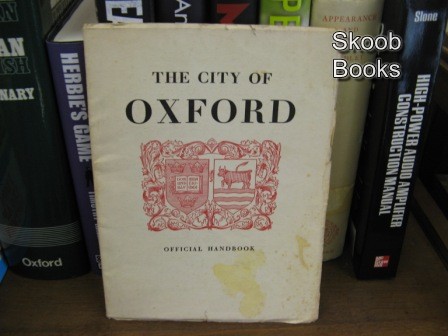 THE CITY OF
OXFORD
OFFICIAL HANDBOOK
Skoob
Books
HERBIE'S GAME
Oxford
APPEARANCE
Slone
HIGH-POWER AUDIO AMPLIFIER
CONSTRUCTION MANUAL